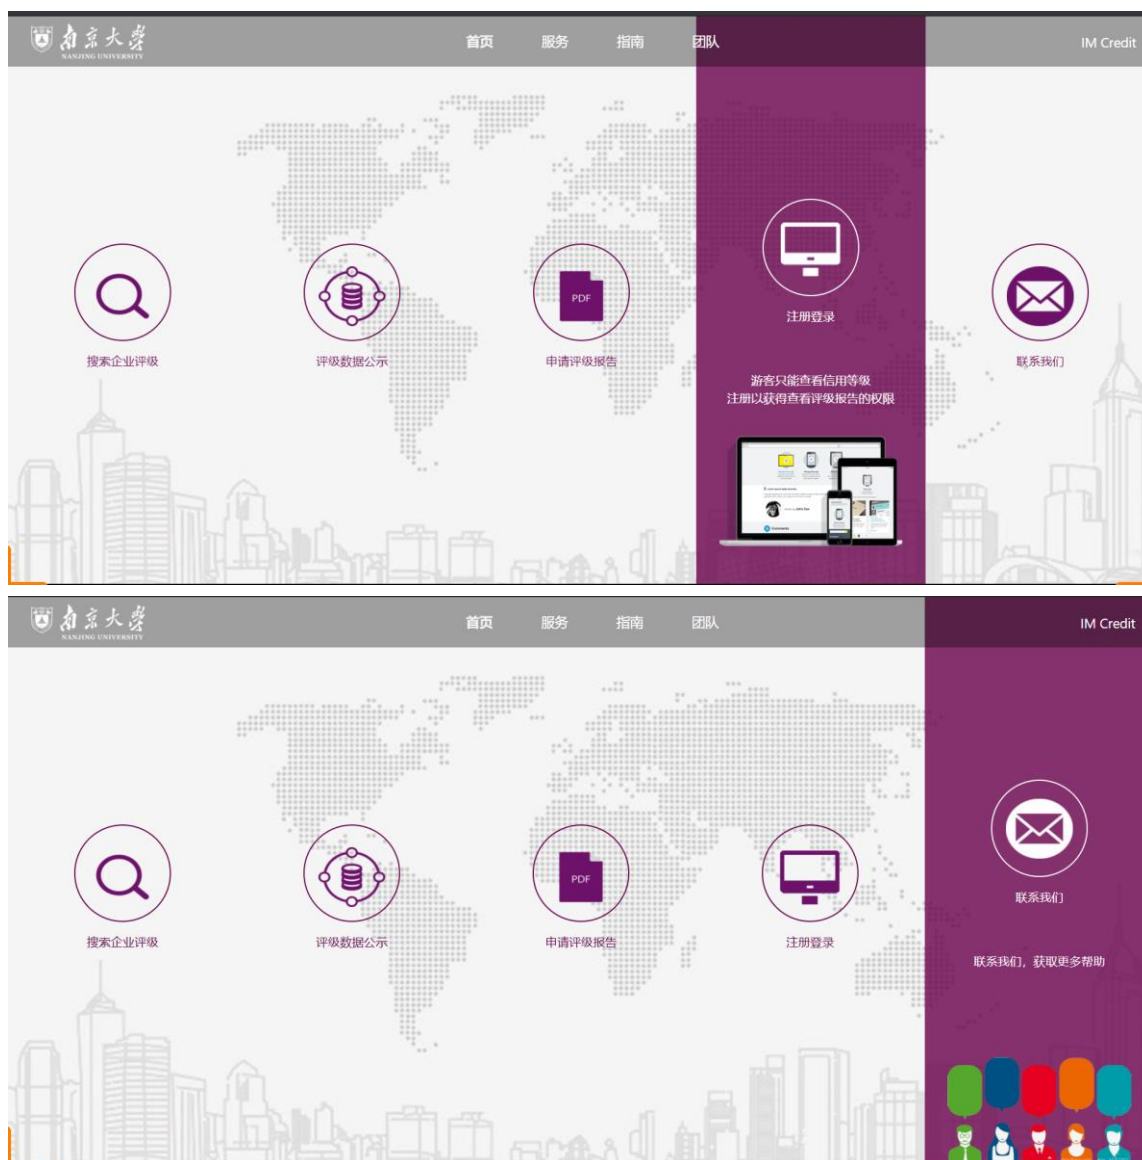 南京大学
NANJING UNIVERSITY
首页 服务 指南 团队
IM Credit
搜索企业评级
评级数据公示
PDF
申请评级报告
注册登录
游客只能查看信用等级
注册以获得查看评级报告的权限
Comments
联系我们
南京大学
NANJING UNIVERSITY
首页 服务 指南 团队
IM Credit
搜索企业评级
评级数据公示
PDF
申请评级报告
注册登录
联系我们
联系我们，获取更多帮助